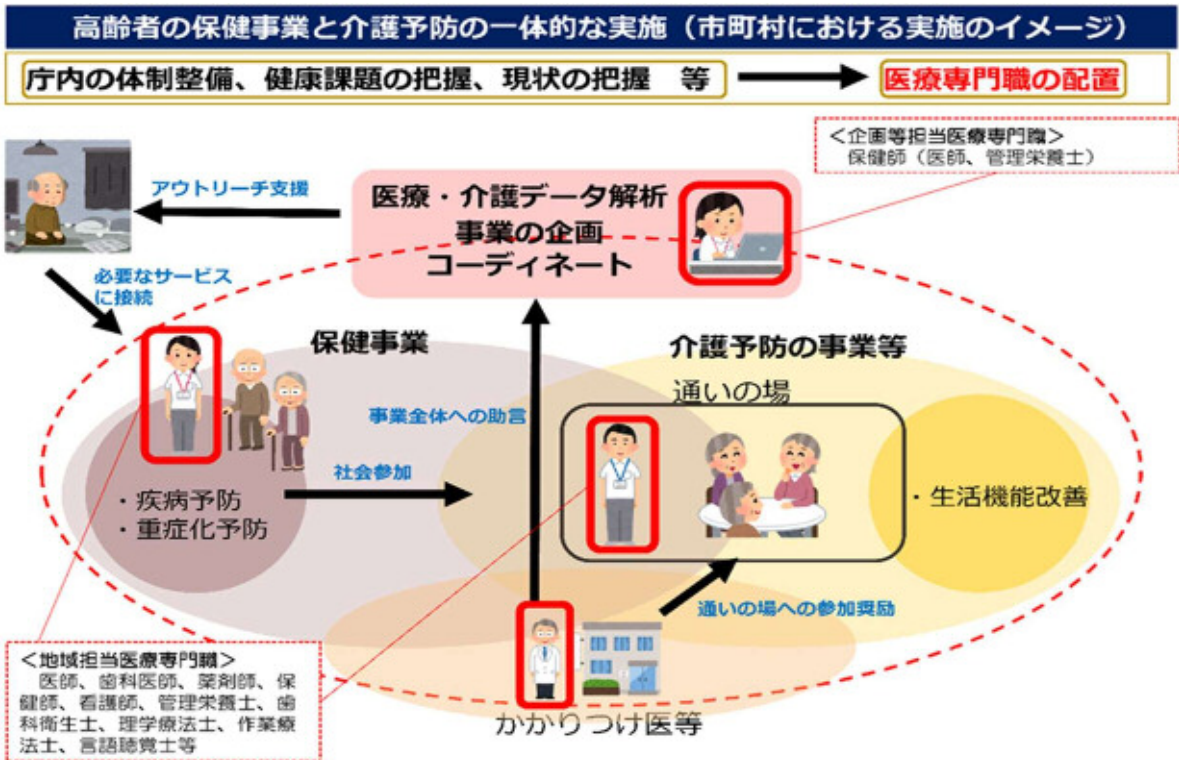 高齢者の保健事業と介護予防の一体的な実施（市町村における実施のイメージ）
庁内の体制整備、健康課題の把握、現状の把握　等
医療専門職の配置
＜企画等担当医療専門職＞
保健師（医師、管理栄養士）
アウトリーチ支援
医療・介護データ解析
事業の企画
コーディネート
必要なサービス
に接続
保健事業
介護予防の事業等
通いの場
事業全体への助言
社会参加
・疾病予防
・重症化予防
・生活機能改善
通いの場への参加奨励
＜地域担当医療専門職＞
医師、歯科医師、薬剤師、保
健師、看護師、管理栄養士、歯
科衛生士、理学療法士、作業療
法士、言語聴覚士等
かかりつけ医等